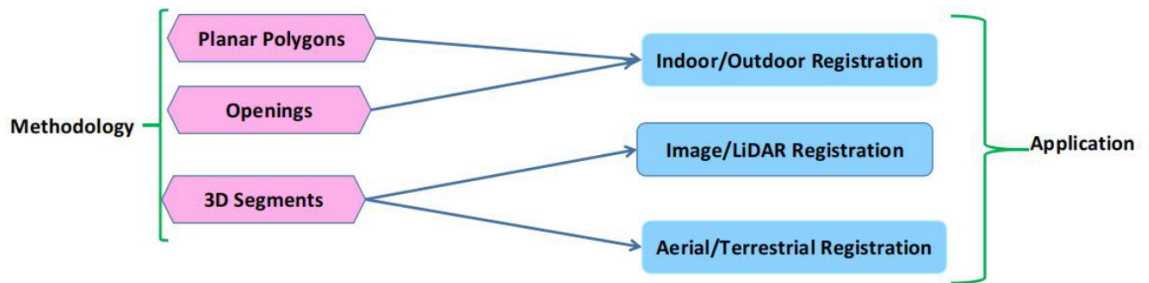 Methodology
Planar Polygons
Openings
3D Segments
Indoor/Outdoor Registration
Image/LiDAR Registration
Aerial/Terrestrial Registration
Application